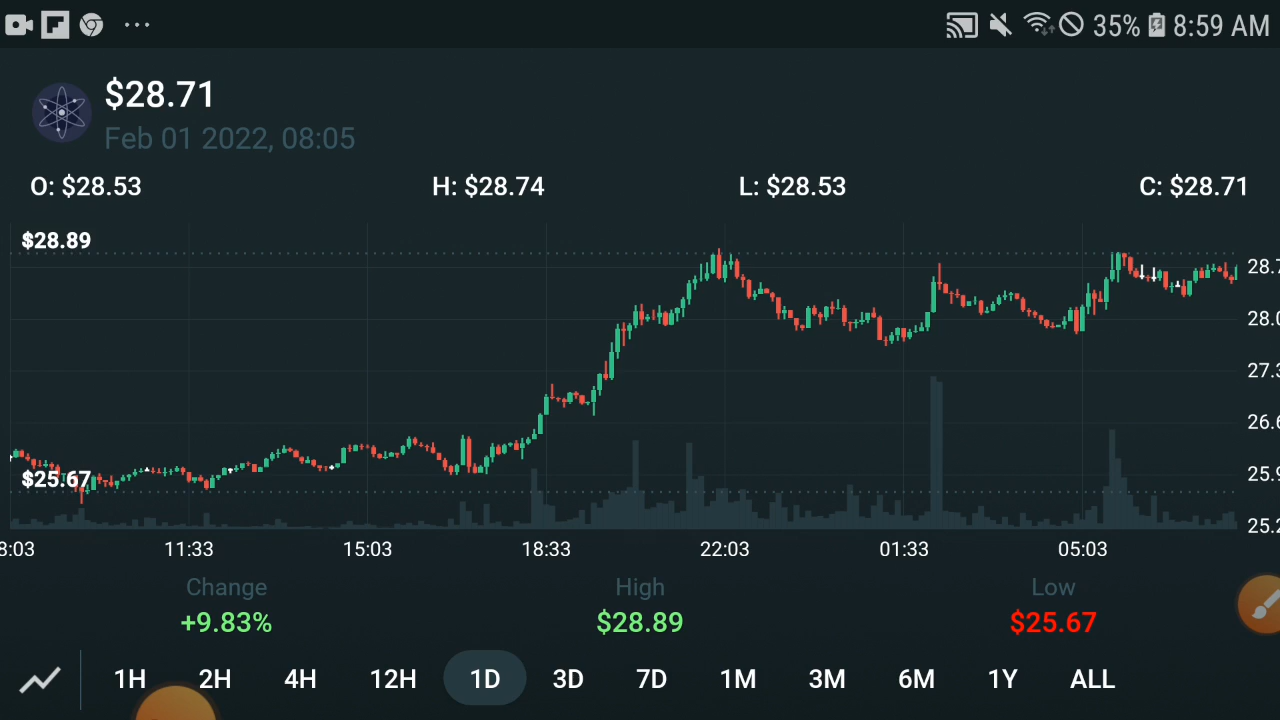 35% 8:59 AM
$28.71
Feb 01 2022, 08:05
O: $28.53 H: $28.74 L: $28.53 C: $28.71
$28.89
28.7
28.0
27.3
26.6
$25.67
25.9
25.2
8:03 11:33 15:03 18:33 22:03 01:33 05:03
Change High Low
+9.83% $28.89 $25.67
1H 2H 4H 12H 1D 3D 7D 1M 3M 6M 1Y ALL